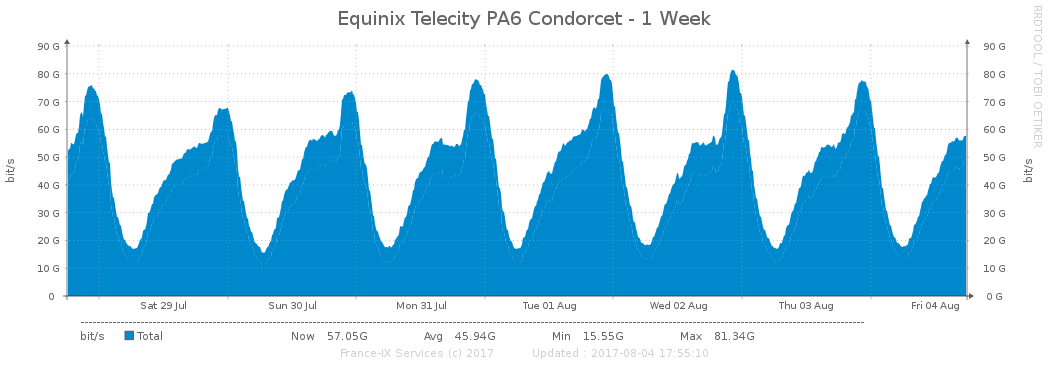 Equinix Telecity PA6 Condorcet - 1 Week
RRDTOOL / TOBI OETIKER
90 G 90 G
80 G 80 G
70 G 70 G
60 G 60 G
50 G 50 G
40 G 40 G
30 G 30 G
20 G 20 G
10 G 10 G
0 0 G
bit/s bit/s
Sat 29 Jul Sun 30 Jul Mon 31 Jul Tue 01 Aug Wed 02 Aug Thu 03 Aug Fri 04 Aug
bit/s Total Now 57.05G Avg 45.94G Min 15.55G Max 81.34G
France-IX Services (c) 2017 Updated : 2017-08-04 17:55:10